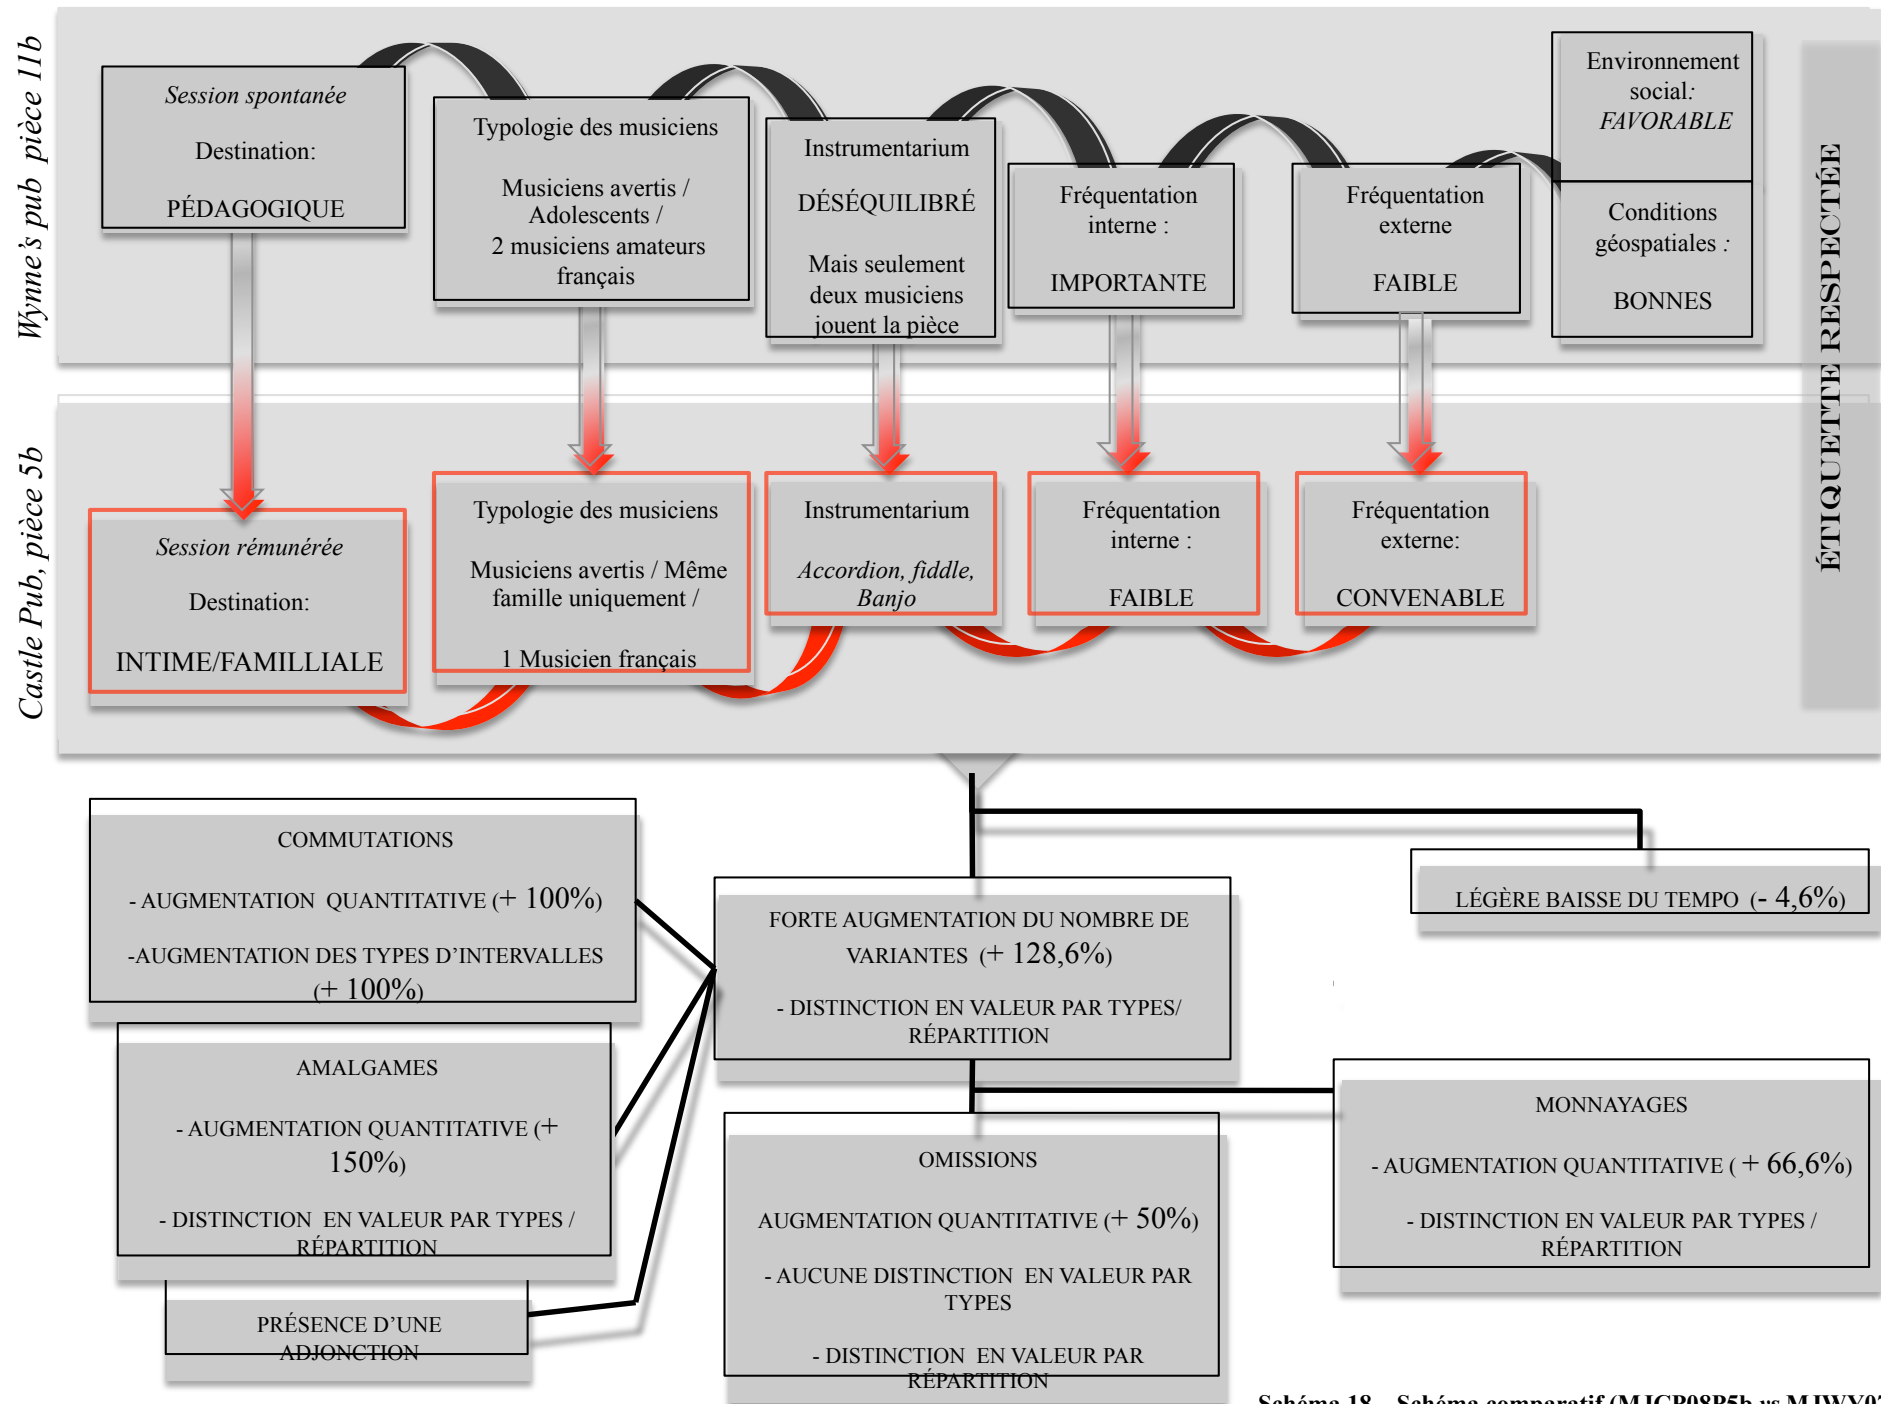 Wynne's pub pièce 11b
Session spontanée
Destination:
PÉDAGOGIQUE
Typologie des musiciens
Musiciens avertis /
Adolescents /
2 musiciens amateurs
français
Instrumentarium
DÉSÉQUILIBRÉ
Mais seulement
deux musiciens
jouent la pièce
Fréquentation
interne :
IMPORTANTE
Fréquentation
externe
FAIBLE
Environnement
social:
FAVORABLE
Conditions
géospatiales :
BONNES
ÉTIQUETTE RESPECTÉE
Castle Pub, pièce 5b
Session rémunérée
Destination:
INTIME/FAMILLIALE
Typologie des musiciens
Musiciens avertis / Même
famille uniquement /
1 Musicien français
Instrumentarium
Accordion, fiddle,
Banjo
Fréquentation
interne :
FAIBLE
Fréquentation
externe:
CONVENABLE
COMMUTATIONS
- AUGMENTATION QUANTITATIVE (+ 100%)
-AUGMENTATION DES TYPES D'INTERVALLES
(+ 100%)
AMALGAMES
- AUGMENTATION QUANTITATIVE (+
150%)
- DISTINCTION EN VALEUR PAR TYPES /
RÉPARTITION
PRÉSENCE D'UNE
ADJONCTION
FORTE AUGMENTATION DU NOMBRE DE
VARIANTES (+ 128,6%)
- DISTINCTION EN VALEUR PAR TYPES/
RÉPARTITION
OMISSIONS
AUGMENTATION QUANTITATIVE (+ 50%)
- AUCUNE DISTINCTION EN VALEUR PAR
TYPES
- DISTINCTION EN VALEUR PAR
RÉPARTITION
LÉGÈRE BAISSE DU TEMPO (- 4,6%)
MONNAYAGES
- AUGMENTATION QUANTITATIVE ( + 66,6%)
- DISTINCTION EN VALEUR PAR TYPES /
RÉPARTITION
Schéma 18 – Schéma comparatif (MJCP08P5b vs